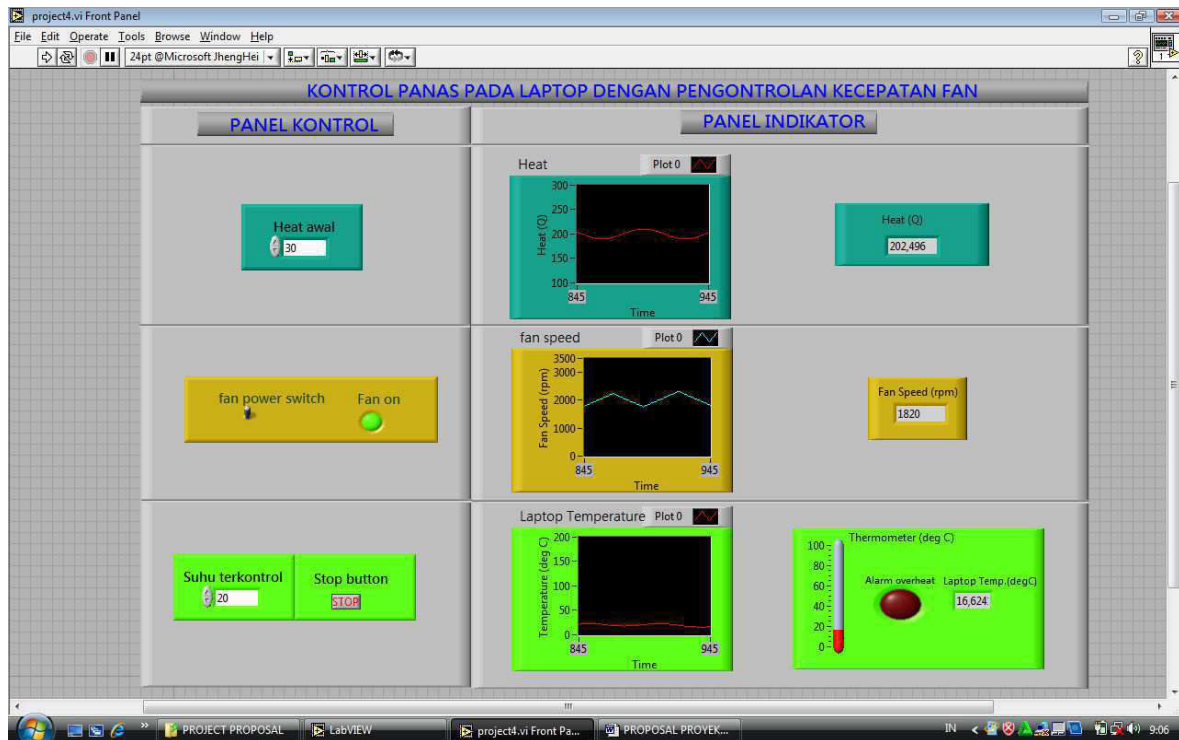 project4.vi Front Panel
File Edit Operate Tools Browse Window Help
24pt @Microsoft JhengHei
1
KONTROL PANAS PADA LAPTOP DENGAN PENGONTROLAN KECEPATAN FAN
PANEL KONTROL
PANEL INDIKATOR
Heat awal
30
Heat
Plot 0
Heat (Q)
300
250
200
150
100
845
945
Time
Heat (Q)
202,496
fan power switch
Fan on
fan speed
Plot 0
Fan Speed (rpm)
3500
3000
2000
1000
0
845
945
Time
Fan Speed (rpm)
1820
Suhu terkontrol
20
Stop button
STOP
Laptop Temperature
Plot 0
Temperature (deg C)
200
150
100
50
0
845
945
Time
Thermometer (deg C)
100
80
60
40
20
0
Alarm overheat
Laptop Temp.(degC)
16,624
PROJECT PROPOSAL
LabVIEW
project4.vi Front Pa...
PROPOSAL PROYEK...
IN
9:06